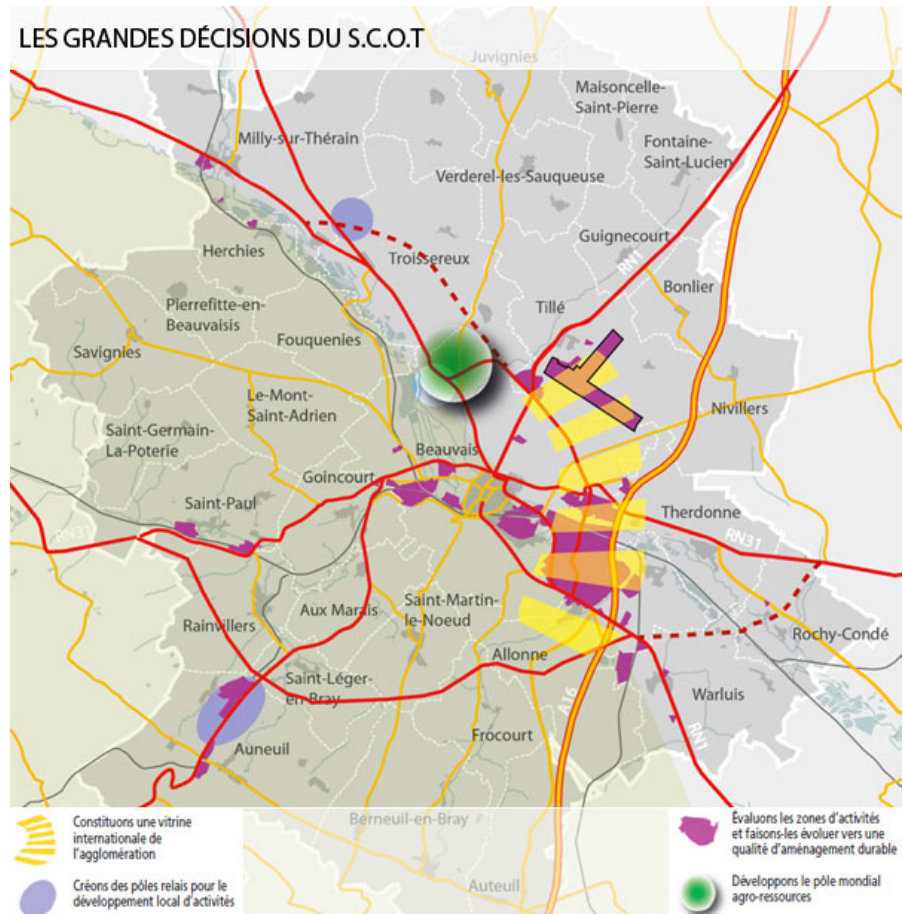 LES GRANDES DÉCISIONS DU S.C.O.T
Juvignies
Maisoncelle-
Saint-Pierre
Milly-sur-Thérain
Fontaine-
Saint-Lucien
Verderel-les-Sauqueuse
Guignecourt
Herchies
Troissereux
RN1
A16
Bonlier
Pierrefitte-en-
Beauvaisis
Tillé
Fouquenies
Savignies
Le-Mont-
Saint-Adrien
Nivillers
Saint-Germain-
La-Poterie
Beauvais
Goincourt
Saint-Paul
Therdonne
RN31
RN31
Aux Marais
Saint-Martin-
le-Noeud
Rainvillers
Rochy-Condé
Allonne
Saint-Léger-
en-Bray
Warluis
A16
RN1
Frocourt
Auneuil
Berneuil-en-Bray
Auteuil
Constituons une vitrine
internationale de
l'agglomération
Créons des pôles relais pour le
développement local d'activités
Évaluons les zones d'activités
et faisons-les évoluer vers une
qualité d'aménagement durable
Développons le pôle mondial
agro-ressources